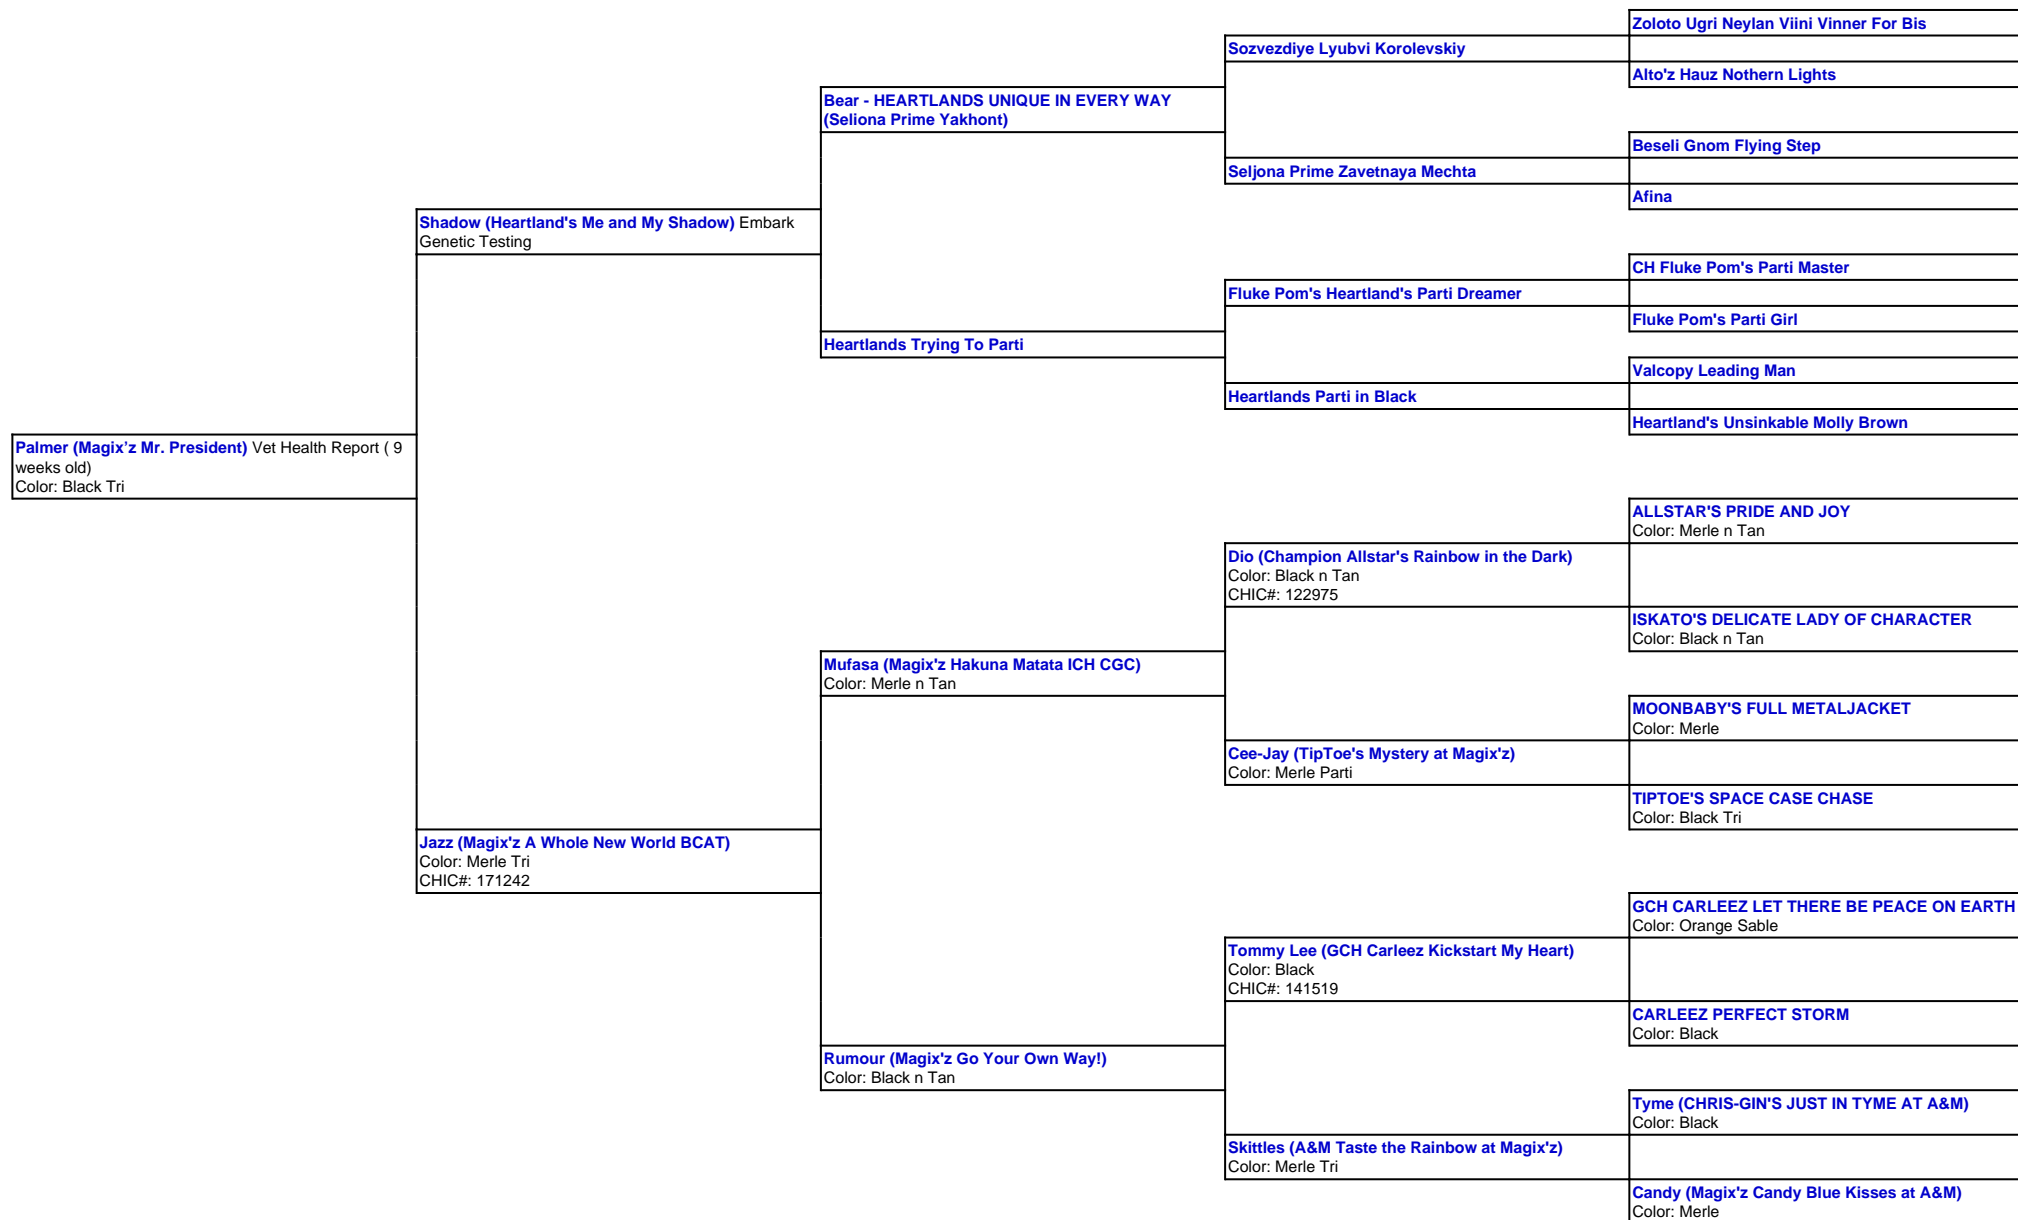 Zoloto Ugri Neylan Viini Vinner For Bis
Sozvezdiye Lyubvi Korolevskiy
Alto'z Hauz Nothern Lights
Bear - HEARTLANDS UNIQUE IN EVERY WAY
(Seliona Prime Yakhont)
Beseli Gnom Flying Step
Seljona Prime Zavetnaya Mechta
Afina
Shadow (Heartland's Me and My Shadow) Embark
Genetic Testing
CH Fluke Pom's Parti Master
Fluke Pom's Heartland's Parti Dreamer
Fluke Pom's Parti Girl
Heartlands Trying To Parti
Valcopy Leading Man
Heartlands Parti in Black
Heartland's Unsinkable Molly Brown
Palmer (Magix’z Mr. President) Vet Health Report ( 9
weeks old)
Color: Black Tri
ALLSTAR'S PRIDE AND JOY
Color: Merle n Tan
Dio (Champion Allstar's Rainbow in the Dark)
Color: Black n Tan
CHIC#: 122975
ISKATO'S DELICATE LADY OF CHARACTER
Color: Black n Tan
Mufasa (Magix'z Hakuna Matata ICH CGC)
Color: Merle n Tan
MOONBABY'S FULL METALJACKET
Color: Merle
Cee-Jay (TipToe's Mystery at Magix'z)
Color: Merle Parti
TIPTOE'S SPACE CASE CHASE
Color: Black Tri
Jazz (Magix'z A Whole New World BCAT)
Color: Merle Tri
CHIC#: 171242
GCH CARLEEZ LET THERE BE PEACE ON EARTH
Color: Orange Sable
Tommy Lee (GCH Carleez Kickstart My Heart)
Color: Black
CHIC#: 141519
CARLEEZ PERFECT STORM
Color: Black
Rumour (Magix'z Go Your Own Way!)
Color: Black n Tan
Tyme (CHRIS-GIN'S JUST IN TYME AT A&M)
Color: Black
Skittles (A&M Taste the Rainbow at Magix'z)
Color: Merle Tri
Candy (Magix'z Candy Blue Kisses at A&M)
Color: Merle